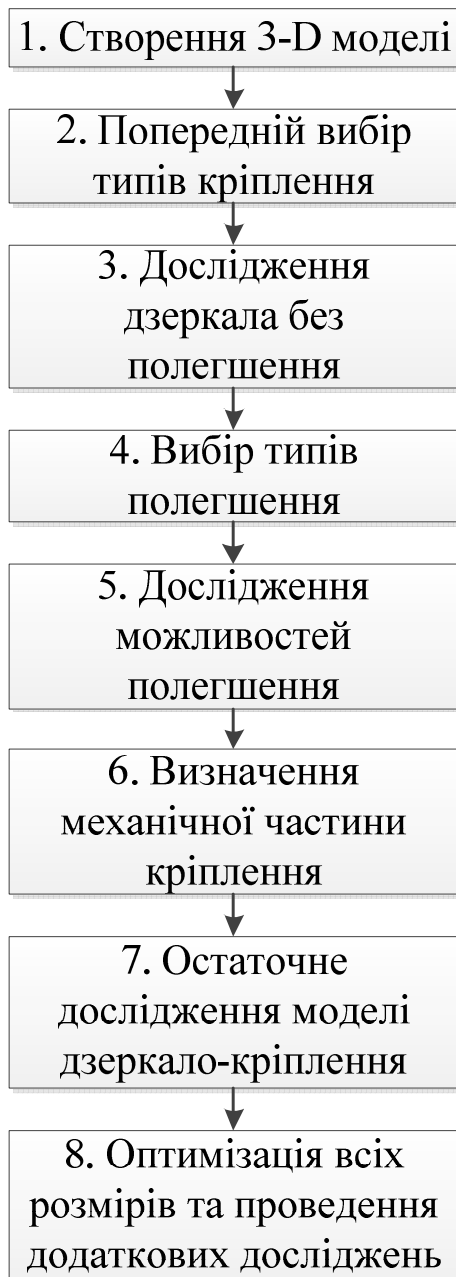 1. Створення 3-D моделі
2. Попередній вибір
типів кріплення
3. Дослідження
дзеркала без
полегшення
4. Вибір типів
полегшення
5. Дослідження
можливостей
полегшення
6. Визначення
механічної частини
кріплення
7. Остаточне
дослідження моделі
дзеркало-кріплення
8. Оптимізація всіх
розмірів та проведення
додаткових досліджень